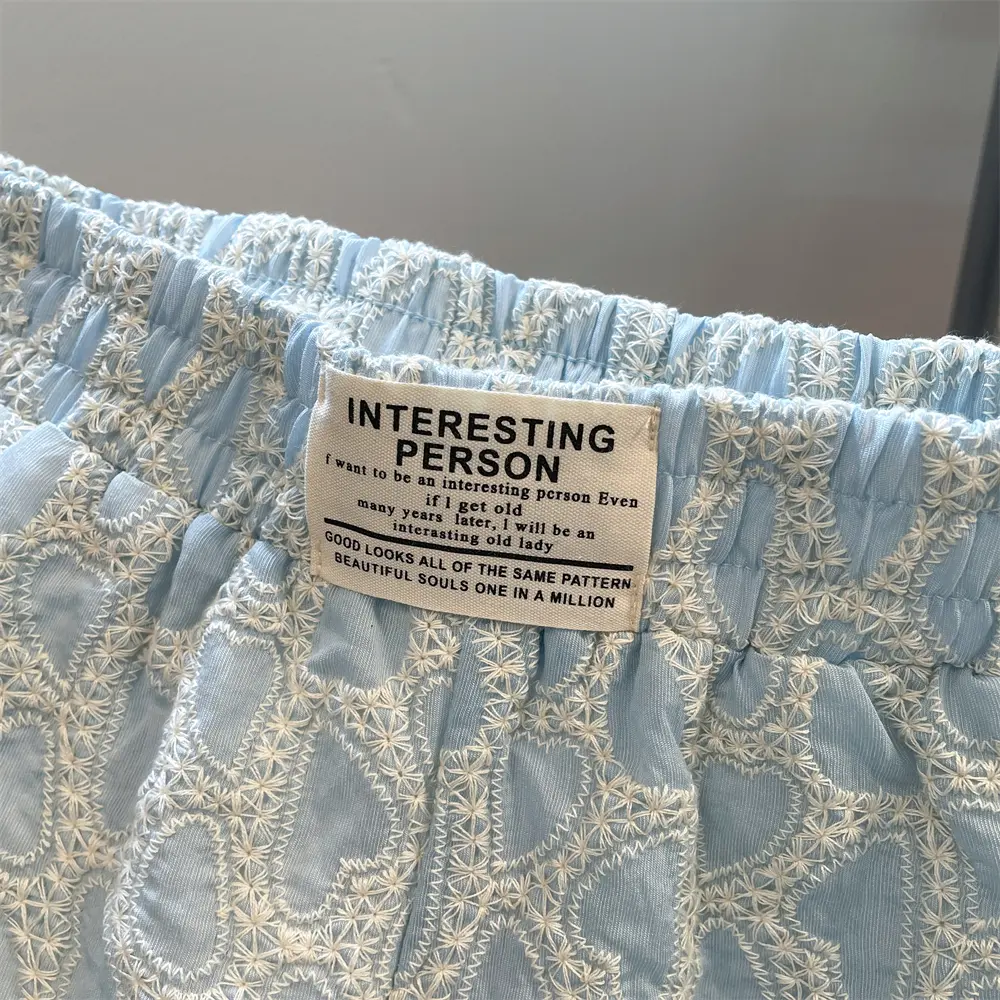 INTERESTING
PERSON
f want to be an interesting person Even
if I get old
many years later, I will be an
interasting old lady
GOOD LOOKS ALL OF THE SAME PATTERN
BEAUTIFUL SOULS ONE IN A MILLION